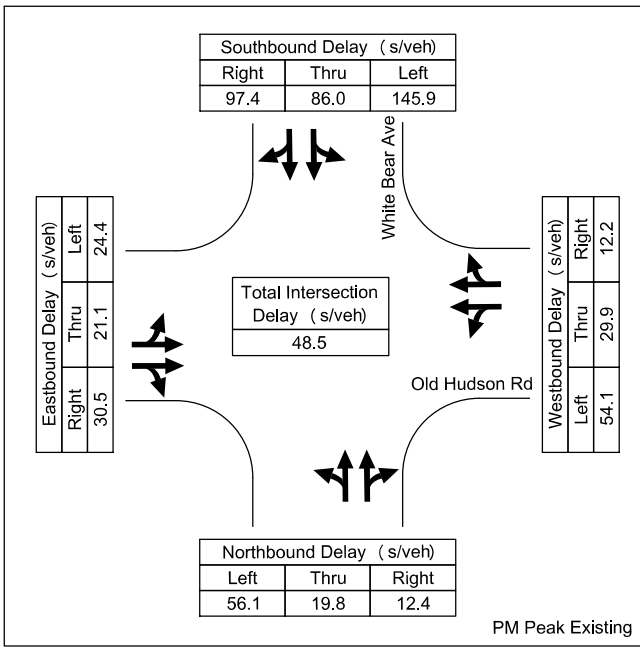 Southbound Delay ( s/veh)
Right Thru Left
97.4 86.0 145.9
White Bear Ave
Eastbound Delay ( s/veh)
Right Thru Left
30.5 21.1 24.4
Total Intersection
Delay ( s/veh)
48.5
Westbound Delay ( s/veh)
Left Thru Right
54.1 29.9 12.2
Old Hudson Rd
Northbound Delay ( s/veh)
Left Thru Right
56.1 19.8 12.4
PM Peak Existing